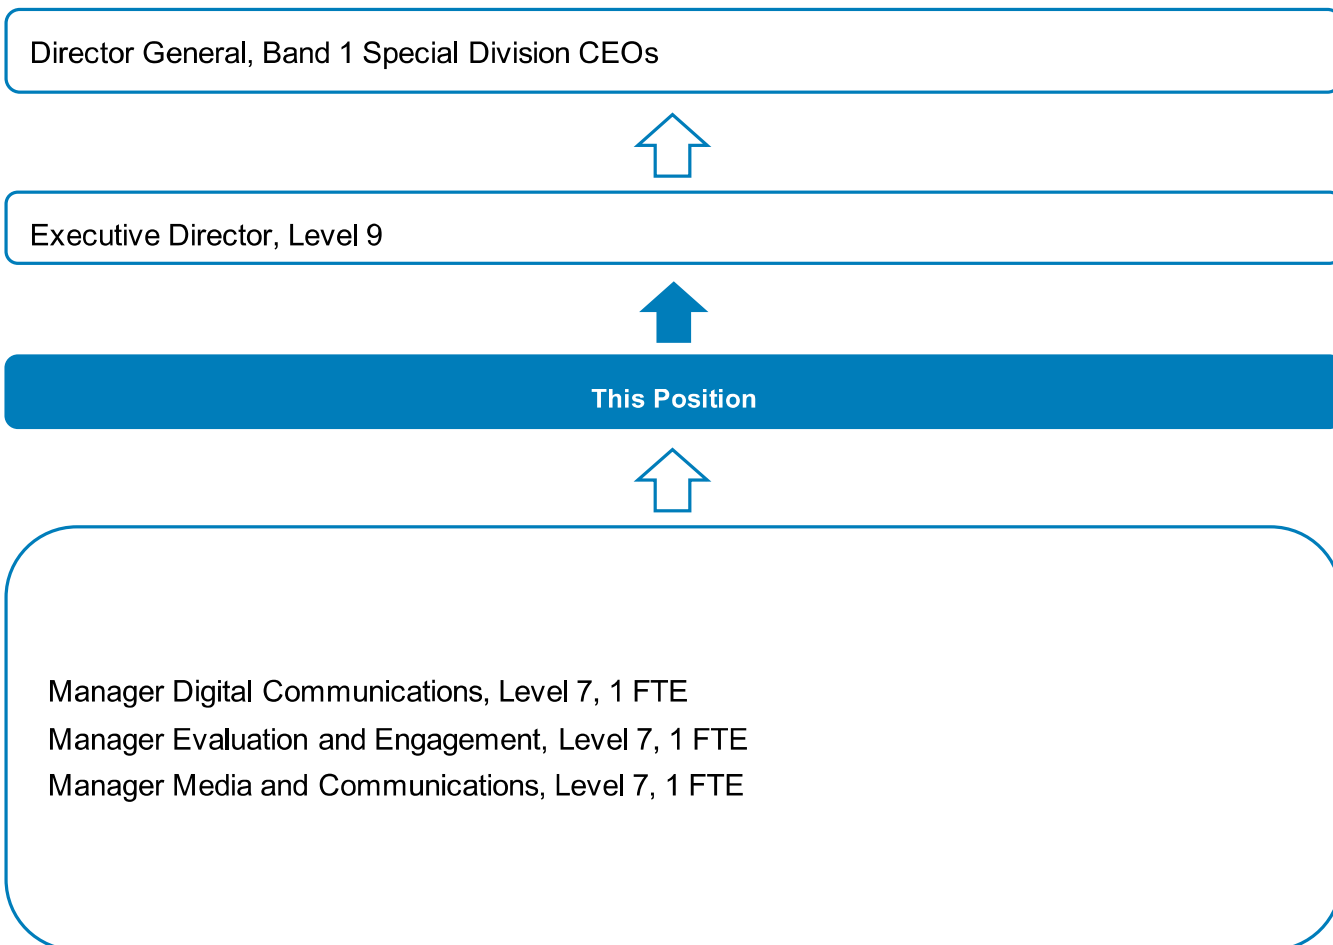 Director General, Band 1 Special Division CEOs
Executive Director, Level 9
This Position
Manager Digital Communications, Level 7, 1 FTE
Manager Evaluation and Engagement, Level 7, 1 FTE
Manager Media and Communications, Level 7, 1 FTE